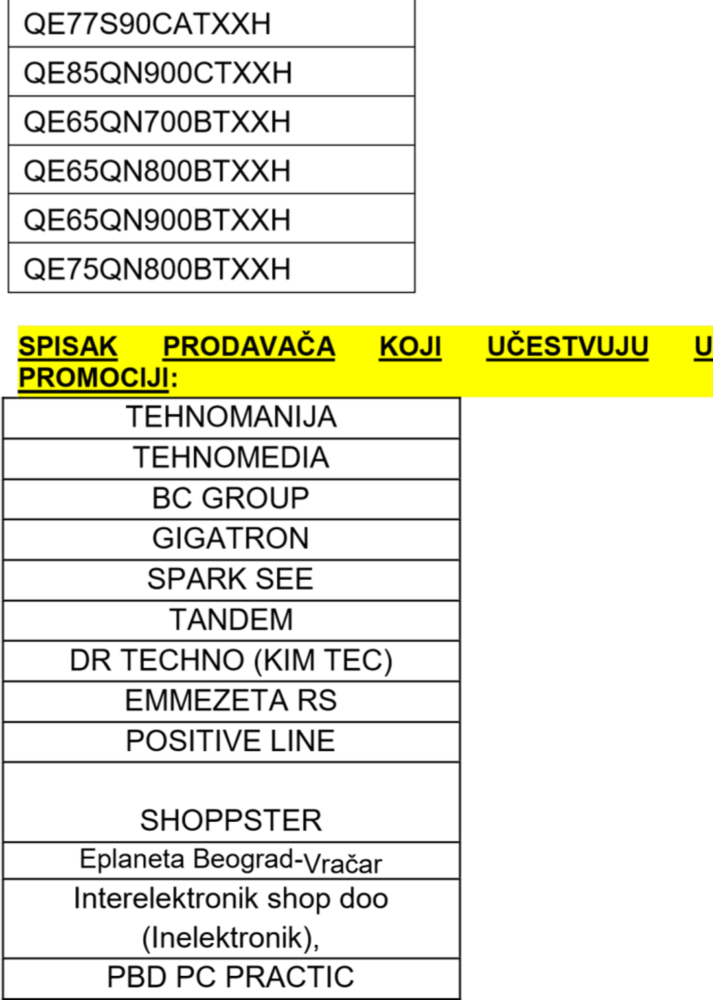 QE77S90CATXXH
QE85QN900CTXXH
QE65QN700BTXXH
QE65QN800BTXXH
QE65QN900BTXXH
QE75QN800BTXXH
SPISAK PRODAVAČA KOJI UČESTVUJU U
PROMOCIJI:
TEHNOMANIJA
TEHNOMEDIA
BC GROUP
GIGATRON
SPARK SEE
TANDEM
DR TECHNO (KIM TEC)
EMMEZETA RS
POSITIVE LINE
SHOPPSTER
Eplaneta Beograd-Vračar
Interelektronik shop doo
(Inelektronik),
PBD PC PRACTIC